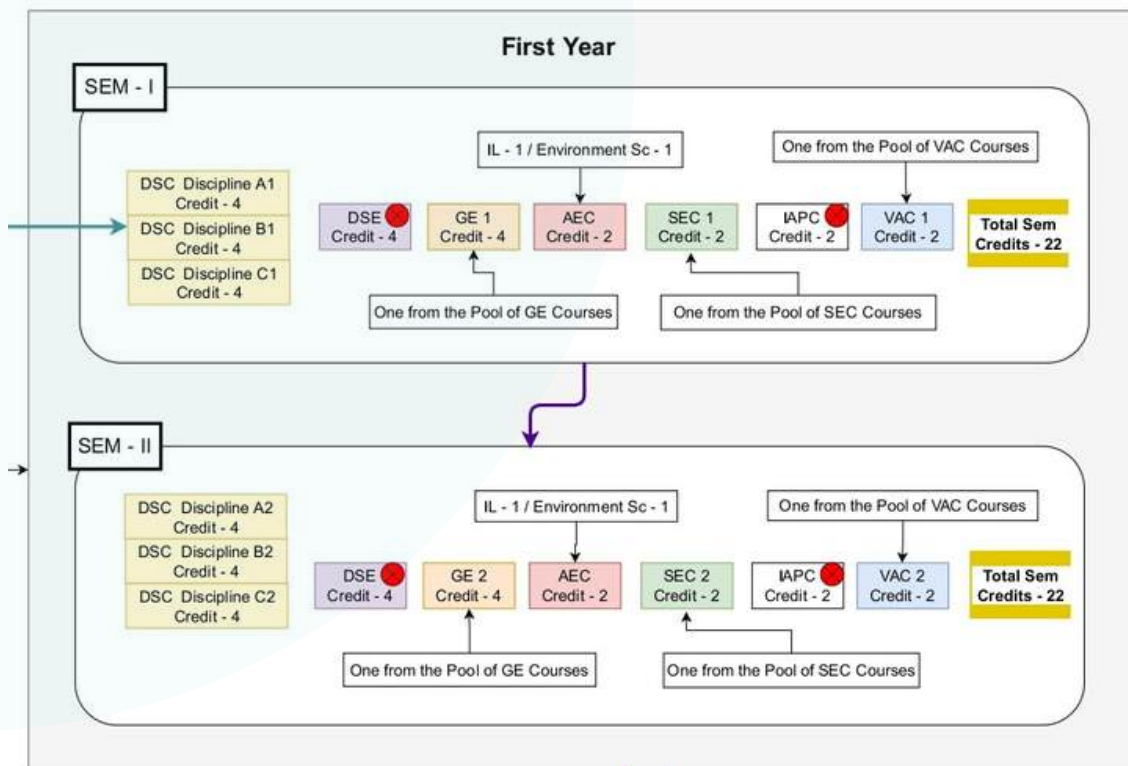 First Year
SEM - I
IL - 1 / Environment Sc - 1
One from the Pool of VAC Courses
DSC Discipline A1
Credit - 4
DSC Discipline B1
Credit - 4
DSC Discipline C1
Credit - 4
DSE
Credit - 4
GE 1
Credit - 4
AEC
Credit - 2
SEC 1
Credit - 2
IAPC
Credit - 2
VAC 1
Credit - 2
Total Sem
Credits - 22
One from the Pool of GE Courses
One from the Pool of SEC Courses
SEM - II
IL - 1 / Environment Sc - 1
One from the Pool of VAC Courses
DSC Discipline A2
Credit - 4
DSC Discipline B2
Credit - 4
DSC Discipline C2
Credit - 4
DSE
Credit - 4
GE 2
Credit - 4
AEC
Credit - 2
SEC 2
Credit - 2
IAPC
Credit - 2
VAC 2
Credit - 2
Total Sem
Credits - 22
One from the Pool of GE Courses
One from the Pool of SEC Courses